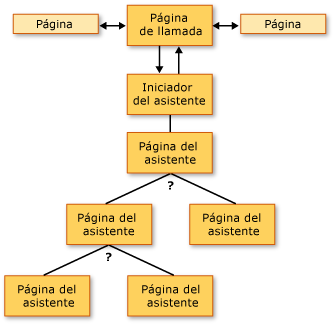 Página
Página
de llamada
Página
Iniciador
del asistente
Página del
asistente
?
Página del
asistente
Página del
asistente
?
Página del
asistente
Página del
asistente